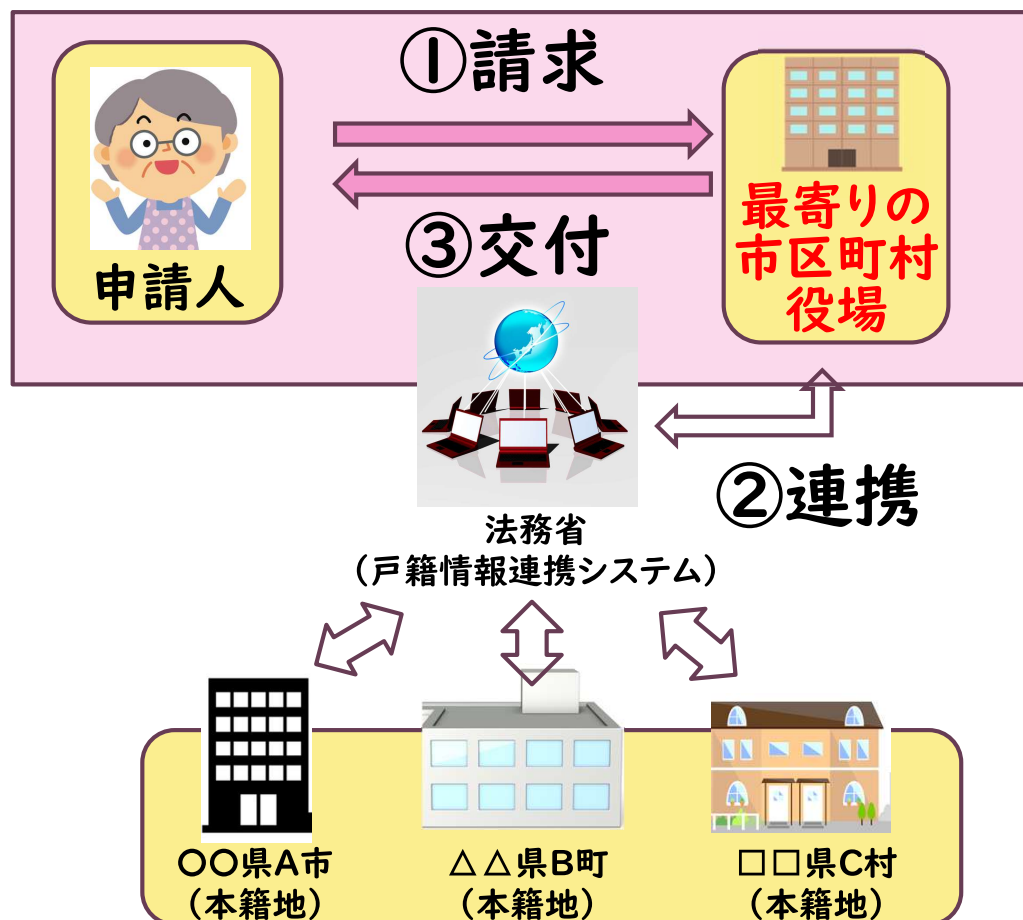 ①請求
③交付
申請人
最寄りの
市区町村
役場
②連携
法務省
（戸籍情報連携システム）
〇〇県A市
（本籍地）
△△県B町
（本籍地）
□□県C村
（本籍地）